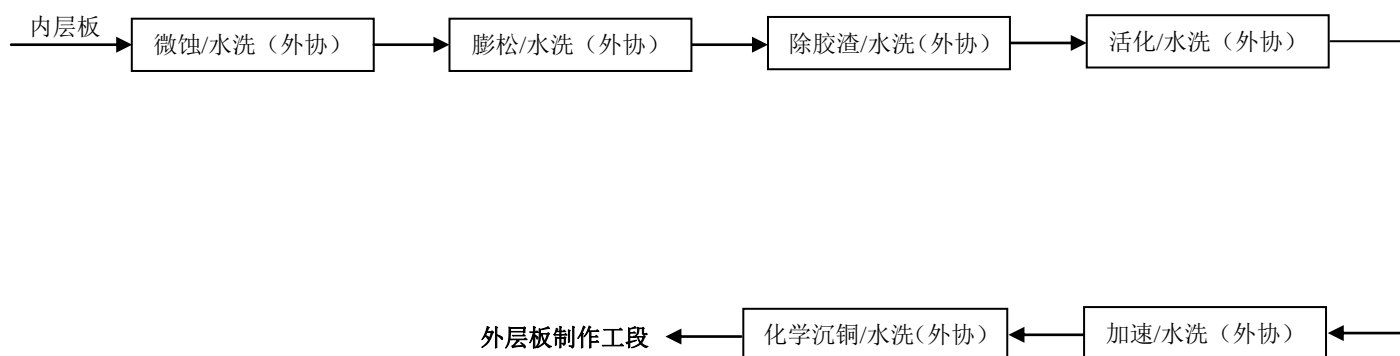 内层板
微蚀/水洗（外协）
膨松/水洗（外协）
除胶渣/水洗(外协）
活化/水洗（外协）
加速/水洗（外协）
化学沉铜/水洗(外协）
外层板制作工段